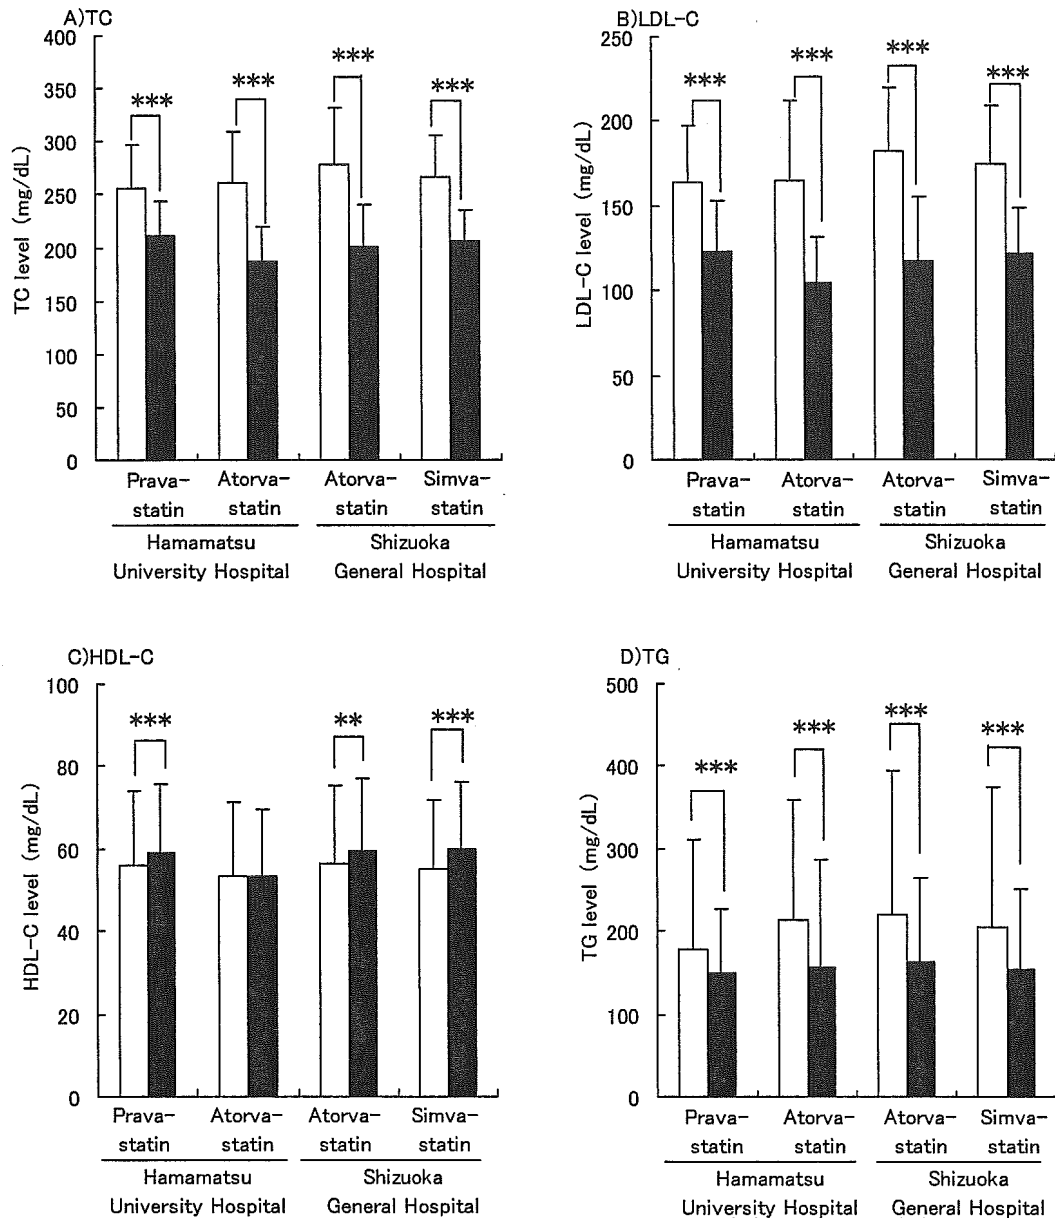 A)TC
TC level (mg/dL)
400
350
300
250
200
150
100
50
0
***
***
***
***
Prava-
statin
Atorva-
statin
Atorva-
statin
Simva-
statin
Hamamatsu
University Hospital
Shizuoka
General Hospital
B)LDL-C
LDL-C level (mg/dL)
250
200
150
100
50
0
***
***
***
***
Prava-
statin
Atorva-
statin
Atorva-
statin
Simva-
statin
Hamamatsu
University Hospital
Shizuoka
General Hospital
C)HDL-C
HDL-C level (mg/dL)
100
80
60
40
20
0
***
**
***
Prava-
statin
Atorva-
statin
Atorva-
statin
Simva-
statin
Hamamatsu
University Hospital
Shizuoka
General Hospital
D)TG
TG level (mg/dL)
500
400
300
200
100
0
***
***
***
***
Prava-
statin
Atorva-
statin
Atorva-
statin
Simva-
statin
Hamamatsu
University Hospital
Shizuoka
General Hospital